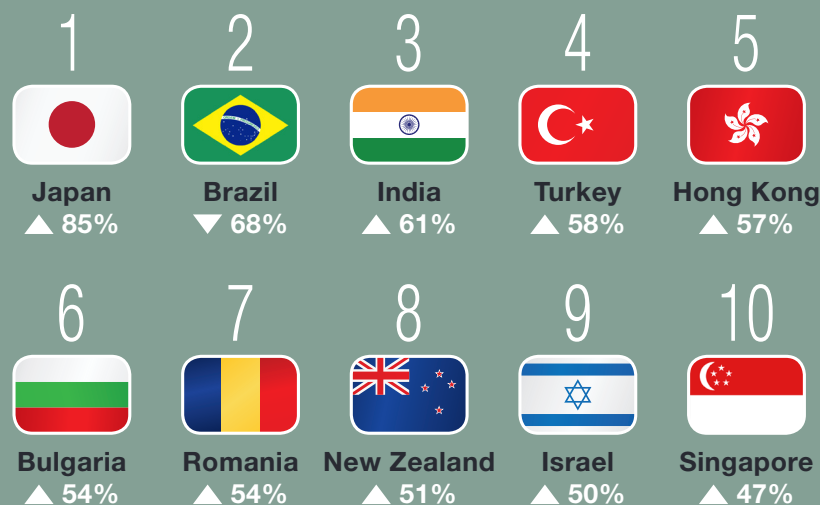 1 2 3 4 5
Japan Brazil India Turkey Hong Kong
▲ 85% ▼ 68% ▲ 61% ▲ 58% ▲ 57%
6 7 8 9 10
Bulgaria Romania New Zealand Israel Singapore
▲ 54% ▲ 54% ▲ 51% ▲ 50% ▲ 47%